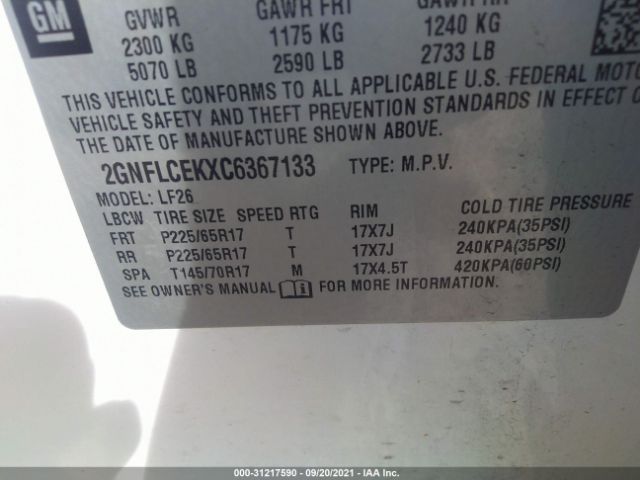 GM
GVWR GAWR FRT GAWR RR
2300 KG 1175 KG 1240 KG
5070 LB 2590 LB 2733 LB
THIS VEHICLE CONFORMS TO ALL APPLICABLE U.S. FEDERAL MOTO
VEHICLE SAFETY AND THEFT PREVENTION STANDARDS IN EFFECT O
THE DATE OF MANUFACTURE SHOWN ABOVE.
2GNFLCEKXC6367133 TYPE: M.P.V.
MODEL: LF26
LBCW TIRE SIZE SPEED RTG RIM COLD TIRE PRESSURE
FRT P225/65R17 T 17X7J 240KPA(35PSI)
RR P225/65R17 T 17X7J 240KPA(35PSI)
SPA T145/70R17 M 17X4.5T 420KPA(60PSI)
SEE OWNER'S MANUAL i FOR MORE INFORMATION.
000-31217590 - 09/20/2021 - IAA Inc.